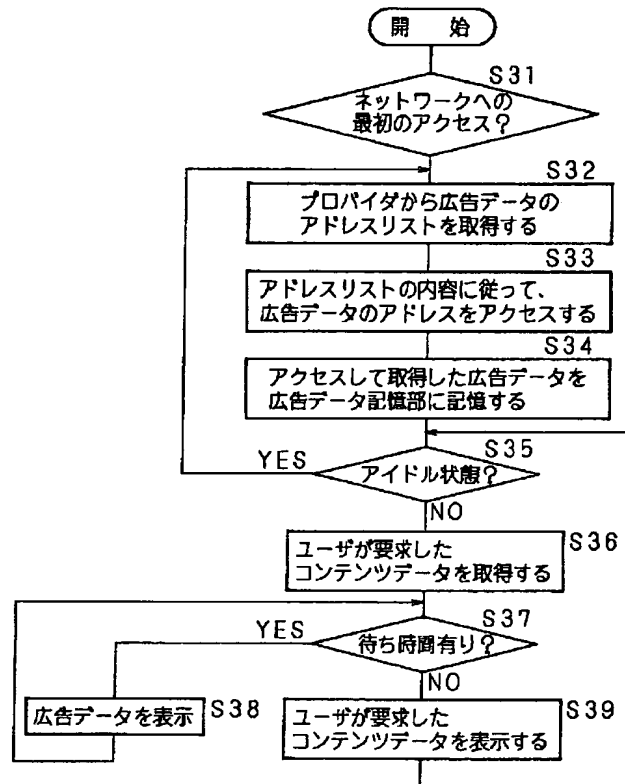 開 始
S31
ネットワークへの
最初のアクセス?
S32
プロバイダから広告データの
アドレスリストを取得する
S33
アドレスリストの内容に従って、
広告データのアドレスをアクセスする
S34
アクセスして取得した広告データを
広告データ記憶部に記憶する
S35
YES
アイドル状態?
NO
S36
ユーザが要求した
コンテンツデータを取得する
S37
YES
待ち時間有り?
NO
広告データを表示
S38
S39
ユーザが要求した
コンテンツデータを表示する